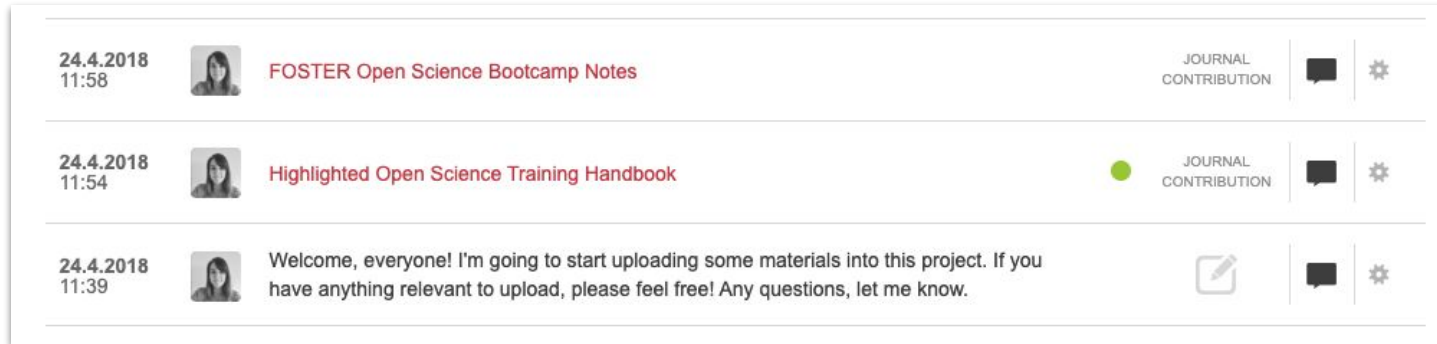 24.4.2018
11:58
FOSTER Open Science Bootcamp Notes
JOURNAL
CONTRIBUTION
24.4.2018
11:54
Highlighted Open Science Training Handbook
JOURNAL
CONTRIBUTION
24.4.2018
11:39
Welcome, everyone! I'm going to start uploading some materials into this project. If you
have anything relevant to upload, please feel free! Any questions, let me know.